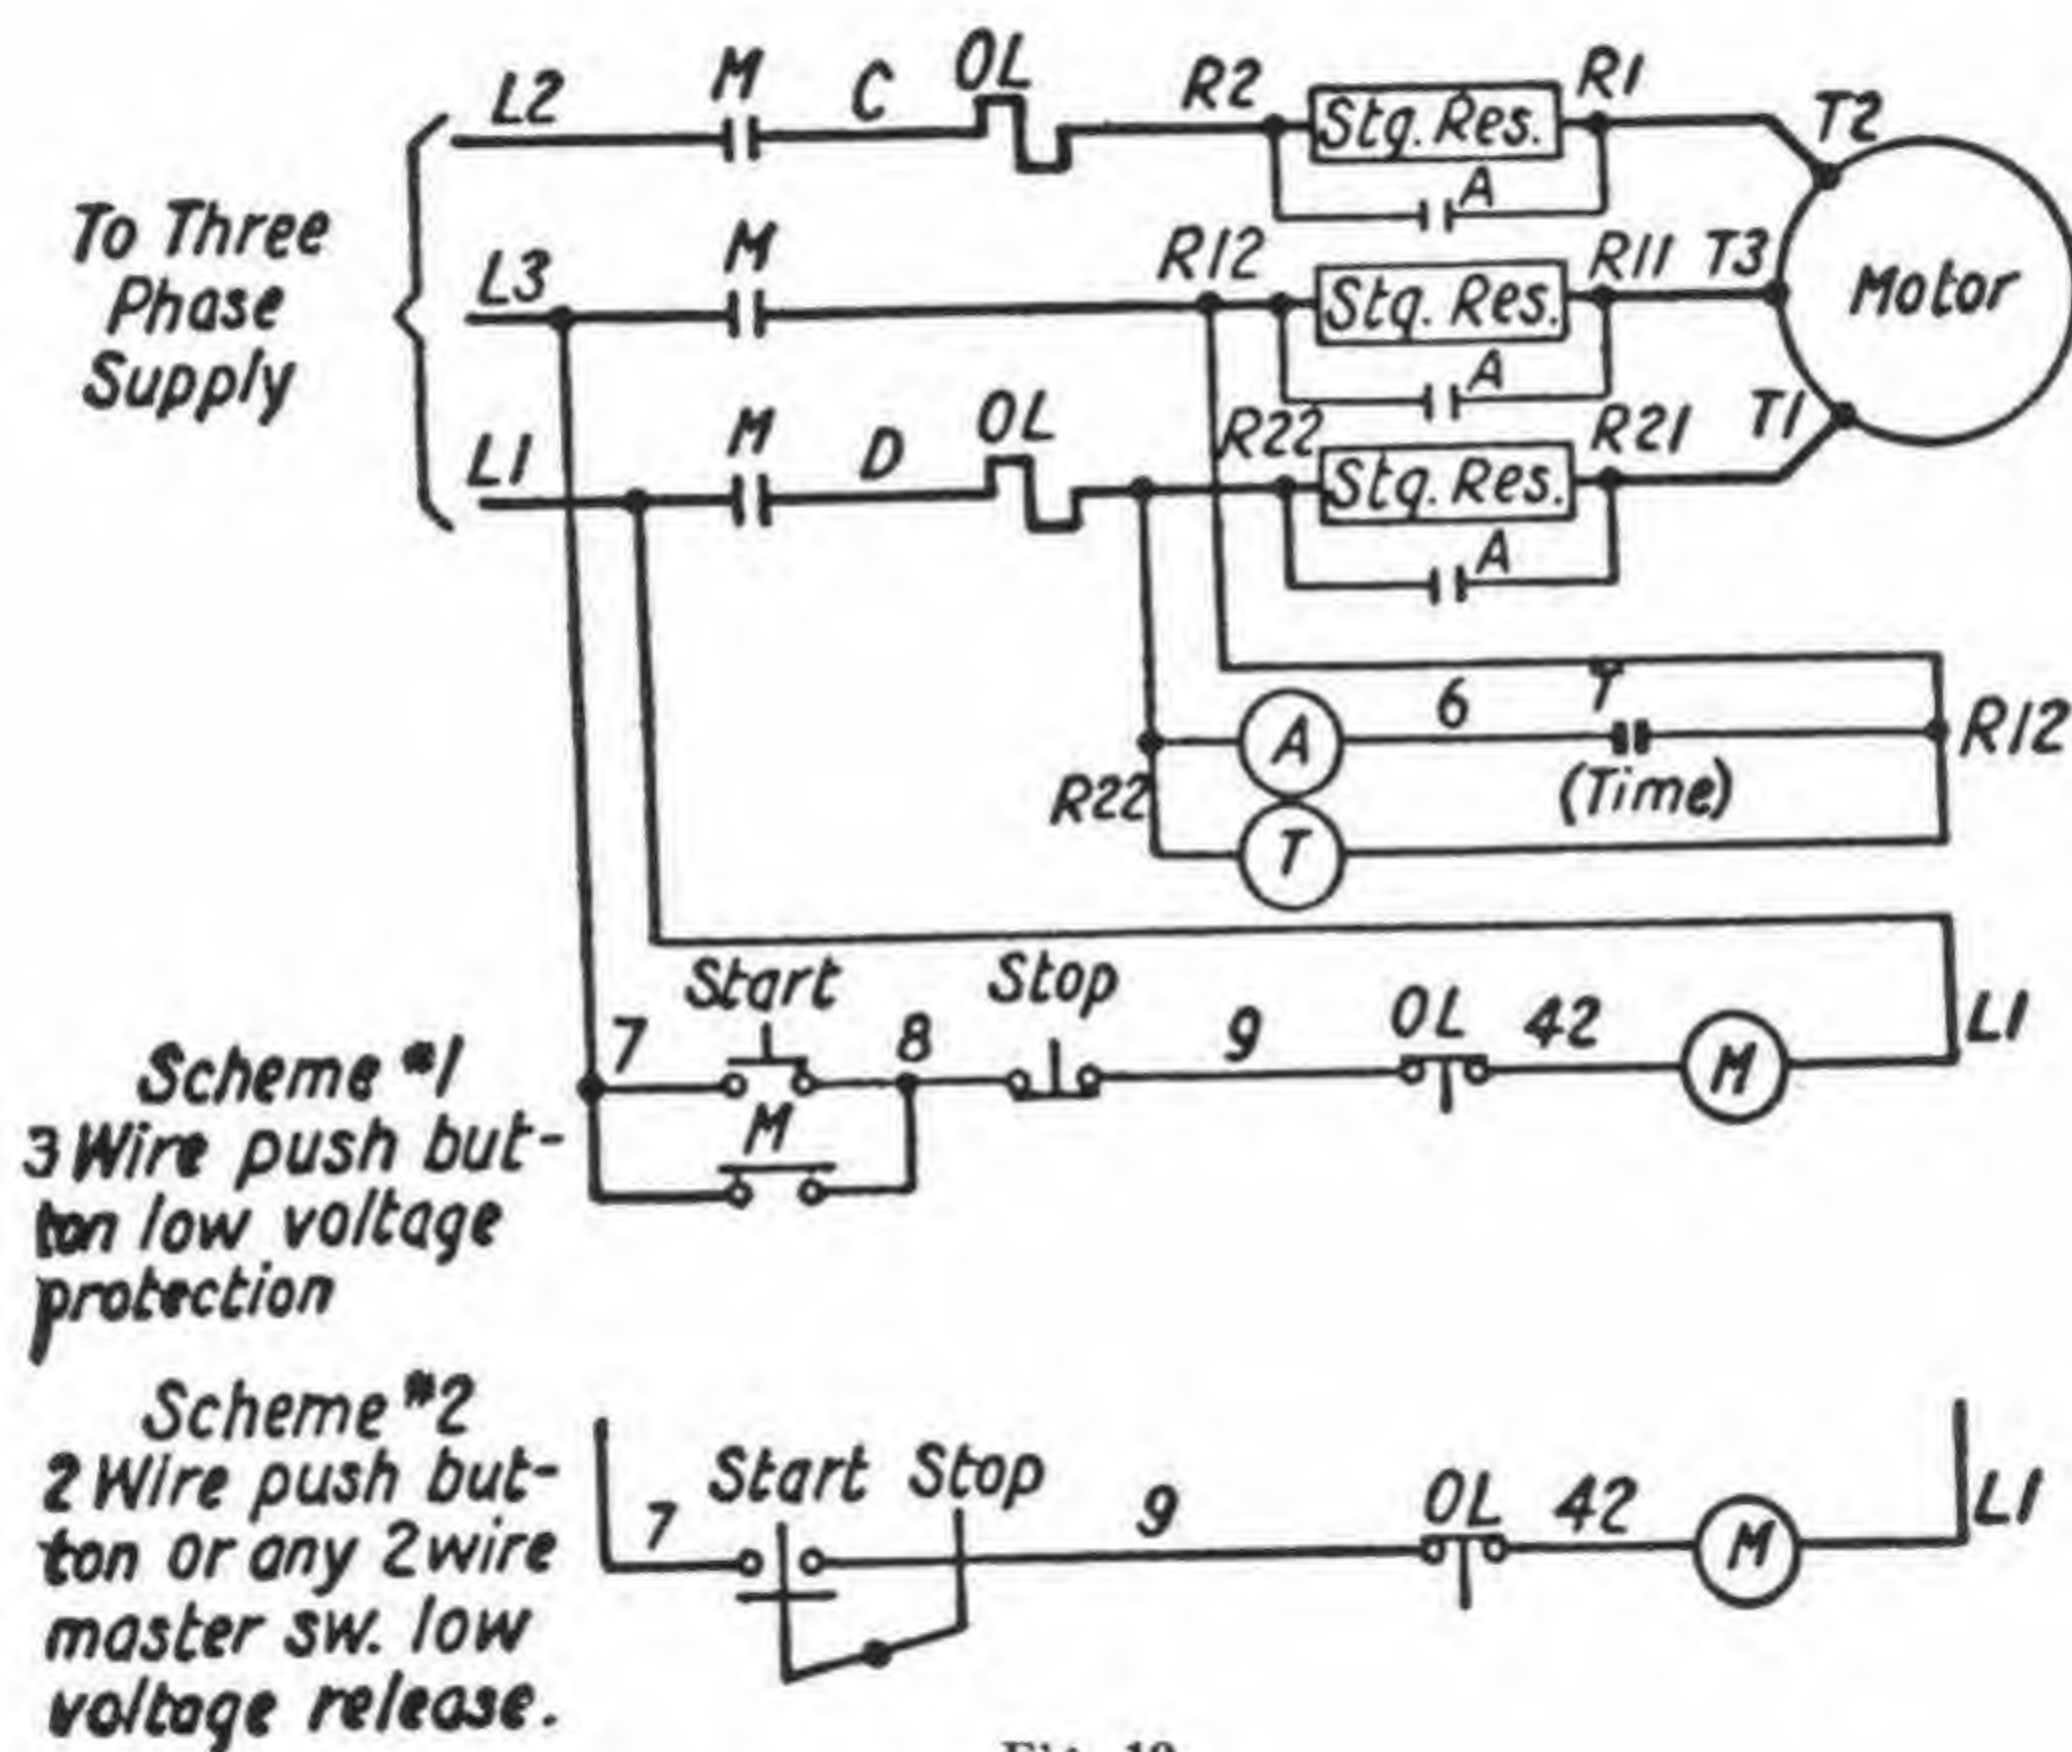 L2 M C OL R2 Stg. Res. R1 T2
A
To Three
Phase
Supply
L3 M R12 Stg. Res. R11 T3 Motor
A
L1 M D OL R22 Stg. Res. R21 T1
A
A 6 T R12
(Time)
R22
T
Start Stop
7 8 9 OL 42 M L1
M
Scheme #1
3 Wire push but-
ton low voltage
protection
Scheme #2
2 Wire push but-
ton or any 2 wire
master sw. low
voltage release.
Start Stop
7 9 OL 42 M L1